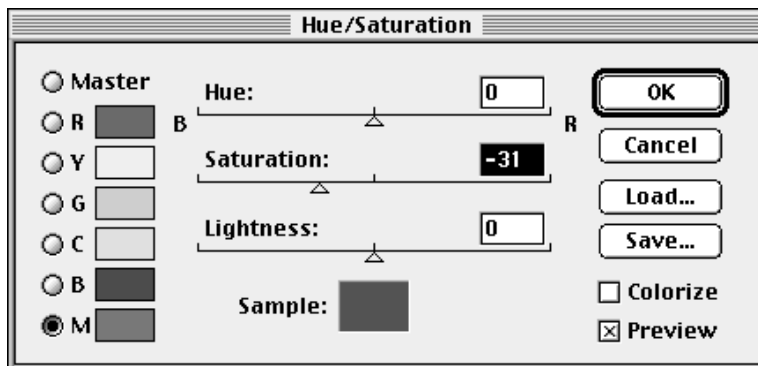 Hue/Saturation
Master
R
Y
G
C
B
M
B
Hue:
0
R
Saturation:
-31
Lightness:
0
Sample:
OK
Cancel
Load...
Save...
Colorize
Preview